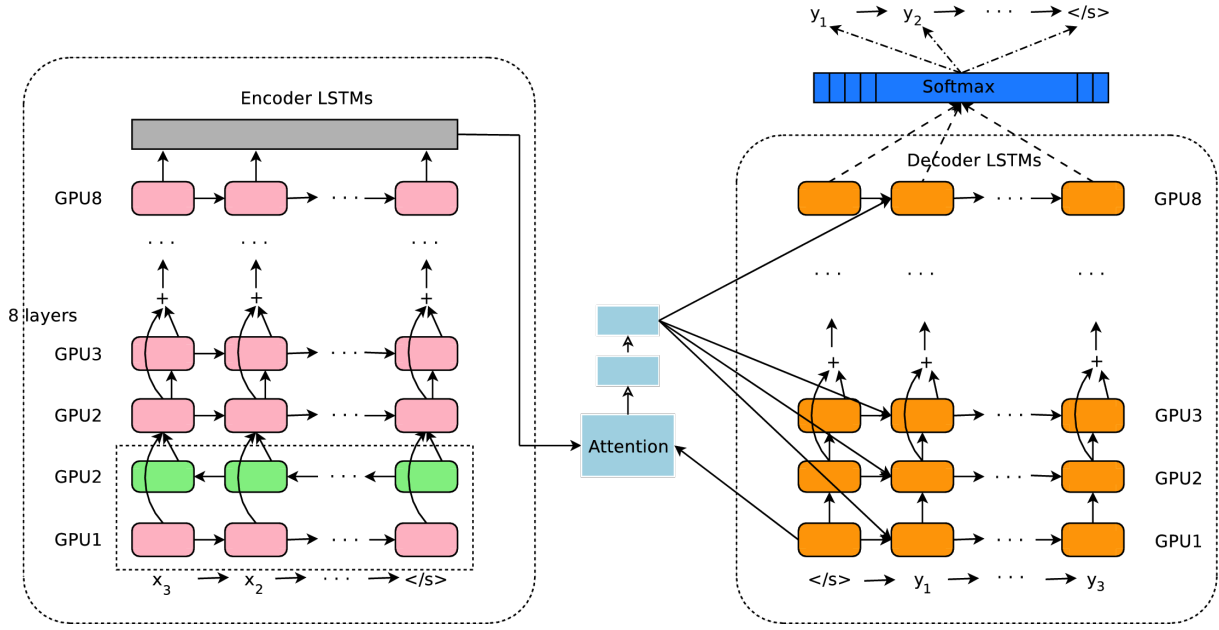 y1 y2 · · · </s>
Softmax
Encoder LSTMs
Decoder LSTMs
GPU8 · · ·
· · · GPU8
· · · · · ·
· · · · · · · · ·
+ + +
8 layers
GPU3 · · ·
+ + +
GPU2 · · ·
· · · GPU3
Attention
GPU2 · · ·
· · · GPU2
GPU1 · · ·
· · · GPU1
x3 x2 · · · </s>
</s> y1 · · · y3